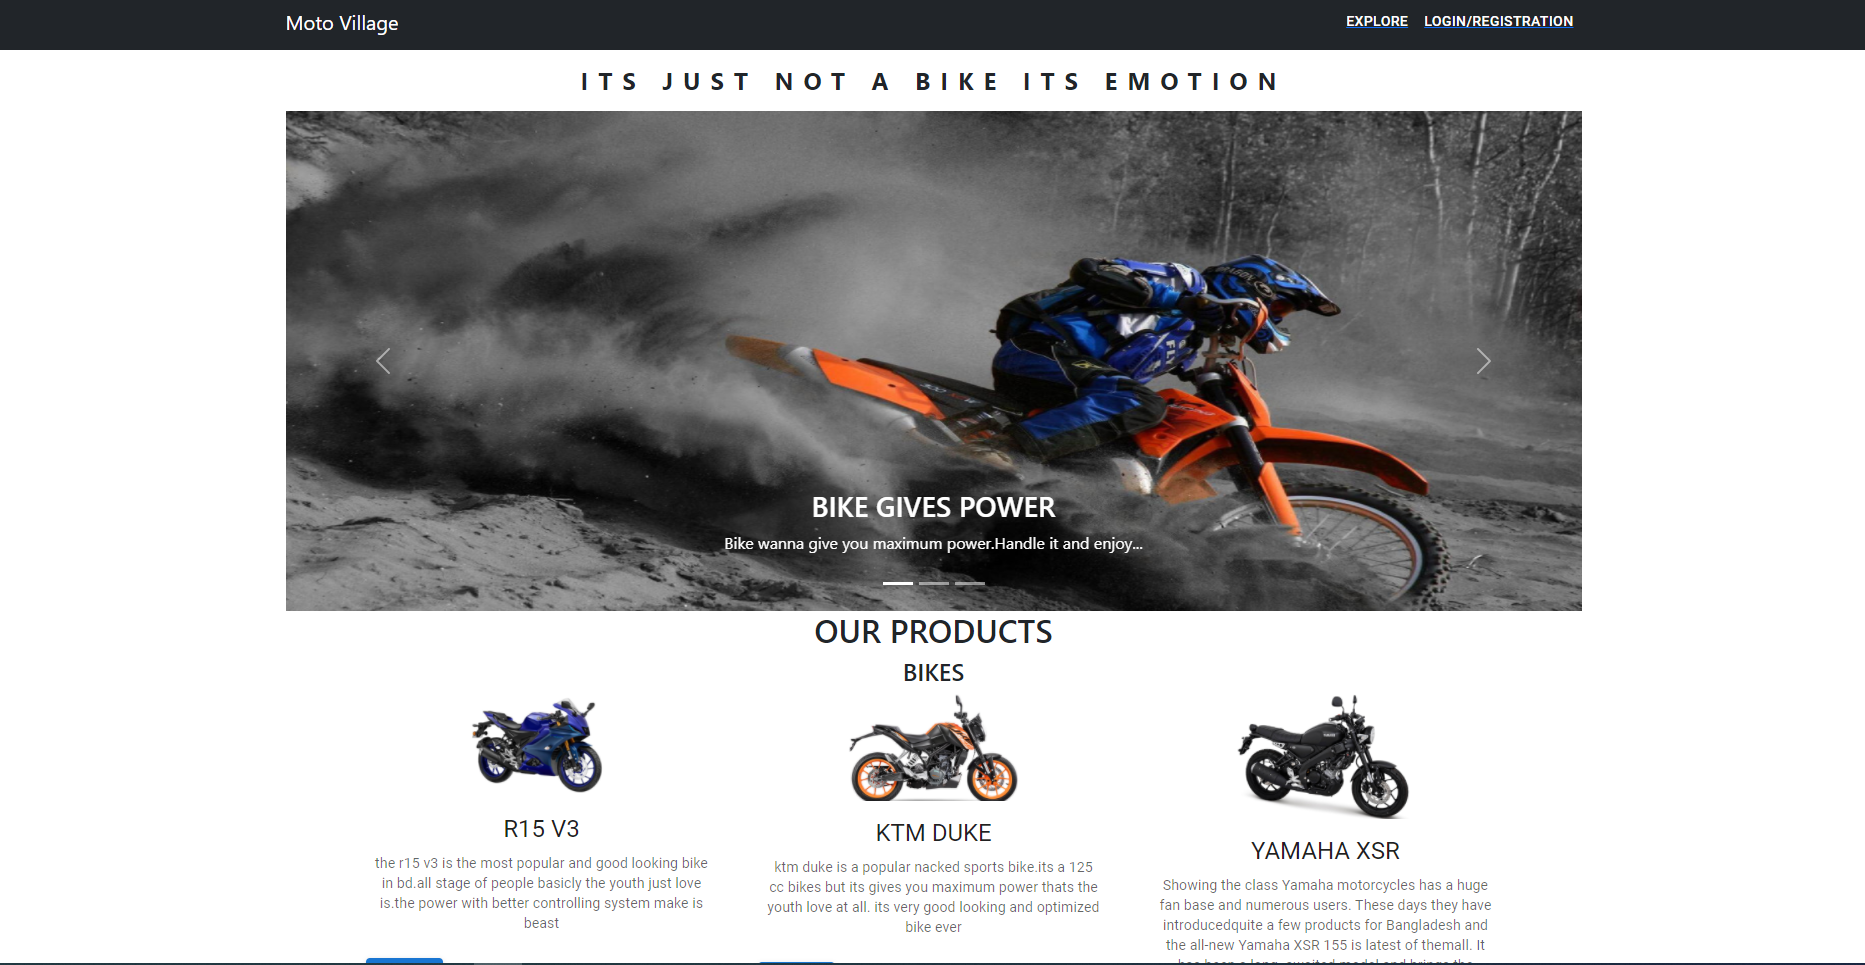 Moto Village
EXPLORE LOGIN/REGISTRATION
ITS JUST NOT A BIKE ITS EMOTION
BIKE GIVES POWER
Bike wanna give you maximum power.Handle it and enjoy...
OUR PRODUCTS
BIKES
R15 V3
the r15 v3 is the most popular and good looking bike
in bd.all stage of people basicly the youth just love
is.the power with better controlling system make is
beast
KTM DUKE
ktm duke is a popular nacked sports bike.its a 125
cc bikes but its gives you maximum power thats the
youth love at all. its very good looking and optimized
bike ever
YAMAHA XSR
Showing the class Yamaha motorcycles has a huge
fan base and numerous users. These days they have
introducedquite a few products for Bangladesh and
the all-new Yamaha XSR 155 is latest of themall. It